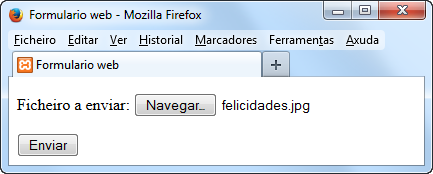 Formulario web - Mozilla Firefox
Ficheiro Editar Ver Historial Marcadores Ferramentas Axuda
Formulario web
Ficheiro a enviar: Navegar... felicidades.jpg
Enviar